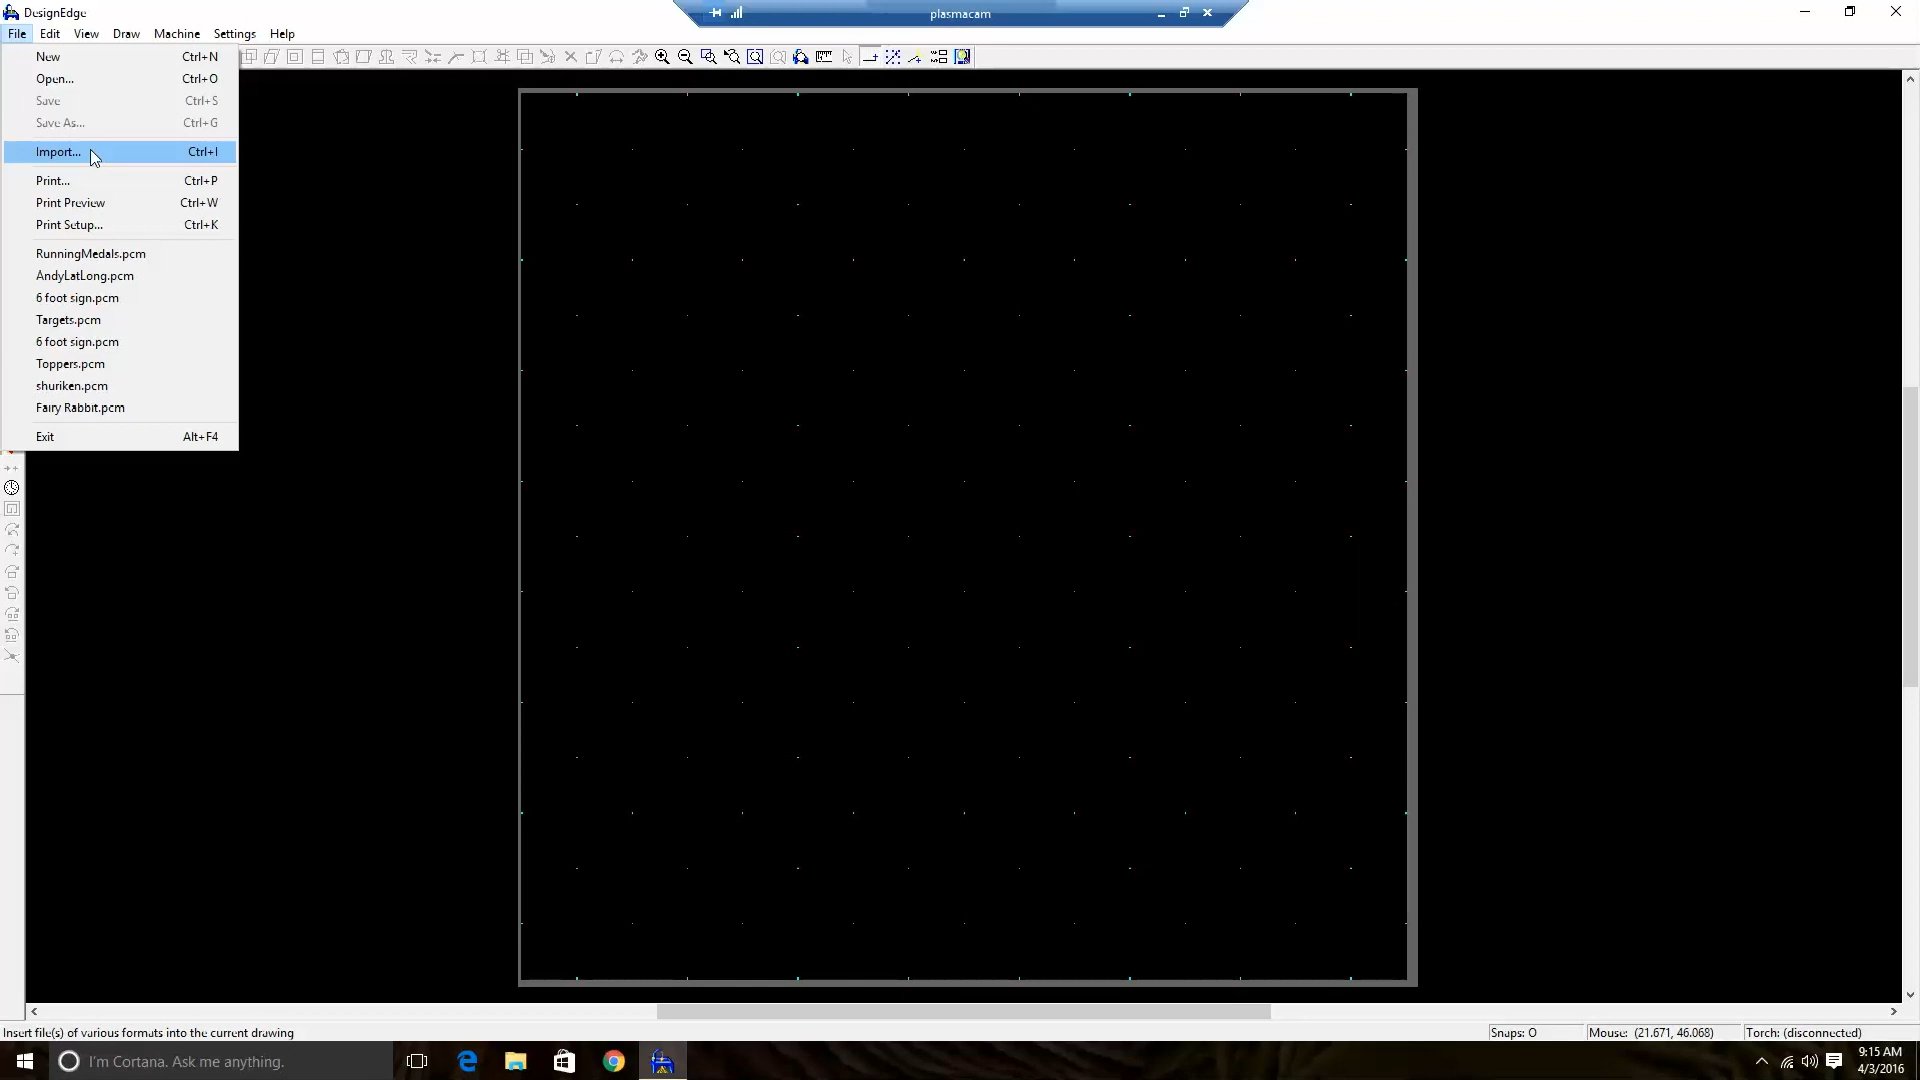 DesignEdge
plasmacam
File Edit View Draw Machine Settings Help
New Ctrl+N
Open... Ctrl+O
Save Ctrl+S
Save As... Ctrl+G
Import... Ctrl+I
Print... Ctrl+P
Print Preview Ctrl+W
Print Setup... Ctrl+K
RunningMedals.pcm
AndyLatLong.pcm
6 foot sign.pcm
Targets.pcm
6 foot sign.pcm
Toppers.pcm
shuriken.pcm
Fairy Rabbit.pcm
Exit Alt+F4
Insert file(s) of various formats into the current drawing
Snaps: O
Mouse: (21.671, 46.068)
Torch: (disconnected)
I'm Cortana. Ask me anything.
9:15 AM
4/3/2016